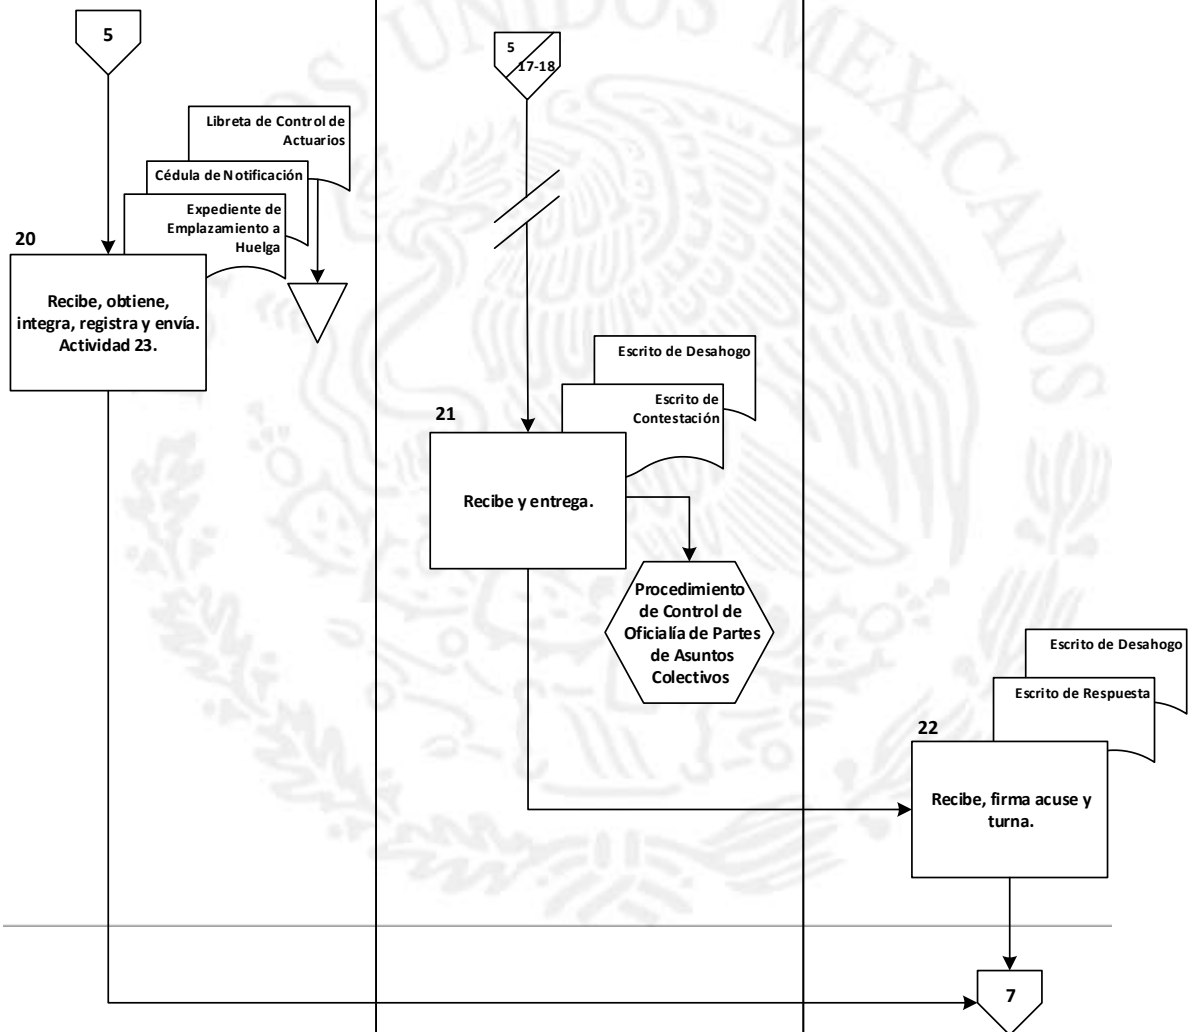 5
Libreta de Control de
Actuarios
Cédula de Notificación
Expediente de
Emplazamiento a
Huelga
20
Recibe, obtiene,
integra, registra y envía.
Actividad 23.
5
17-18
Escrito de Desahogo
Escrito de
Contestación
21
Recibe y entrega.
Procedimiento
de Control de
Oficialía de Partes
de Asuntos
Colectivos
Escrito de Desahogo
Escrito de Respuesta
22
Recibe, firma acuse y
turna.
7
UNIDOS MEXICANOS